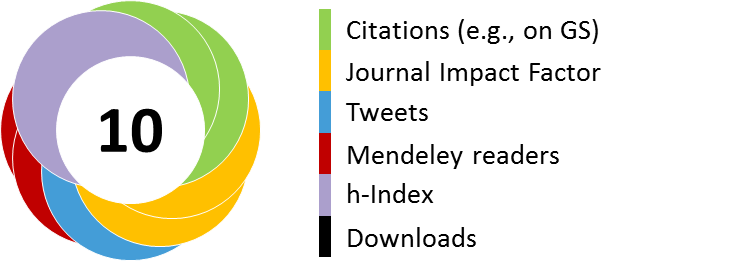 10
Citations (e.g., on GS)
Journal Impact Factor
Tweets
Mendeley readers
h-Index
Downloads